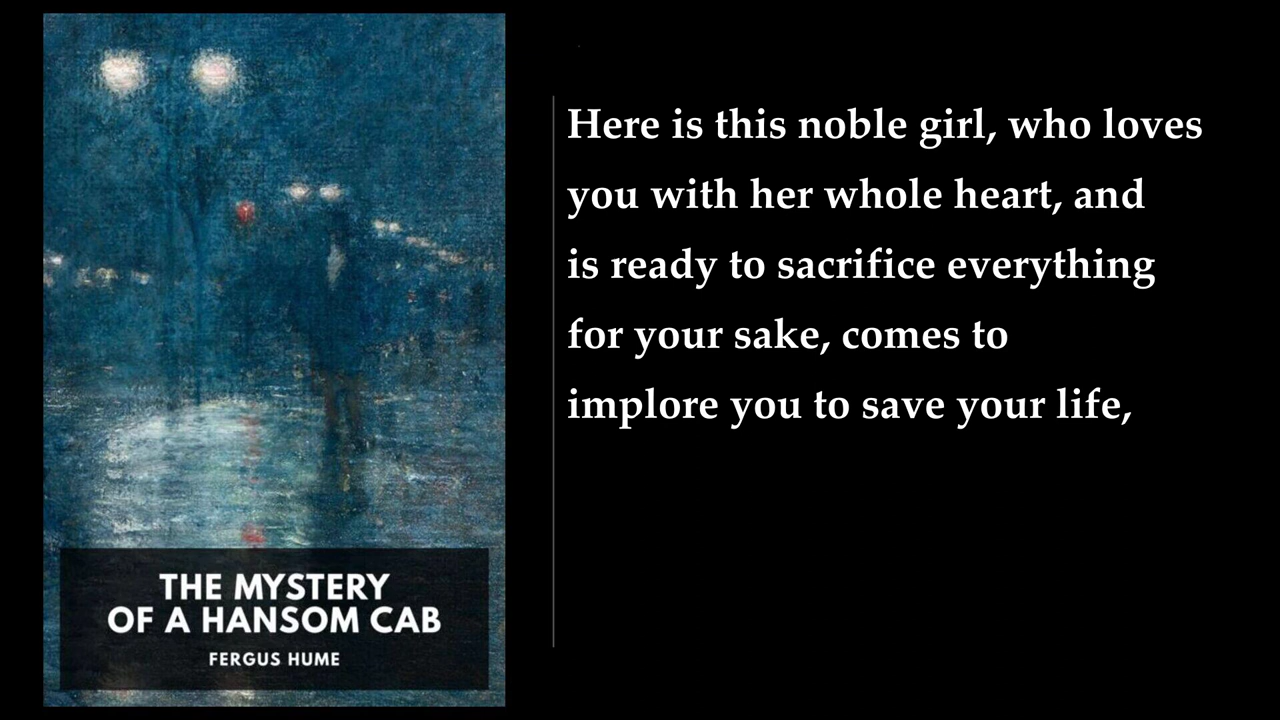 THE MYSTERY
OF A HANSOM CAB
FERGUS HUME
Here is this noble girl, who loves
you with her whole heart, and
is ready to sacrifice everything
for your sake, comes to
implore you to save your life,